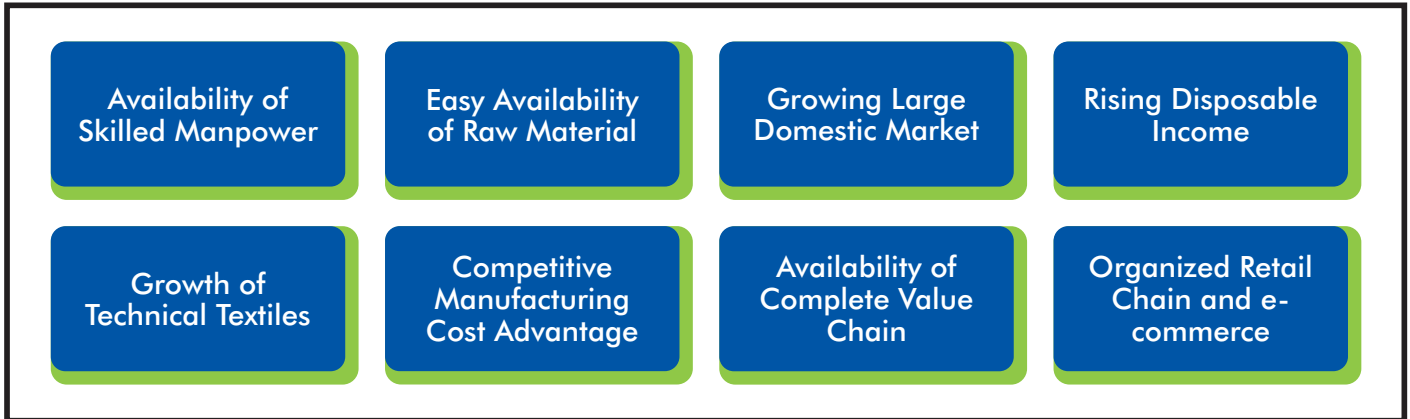 Availability of
Skilled Manpower
Easy Availability
of Raw Material
Growing Large
Domestic Market
Rising Disposable
Income
Growth of
Technical Textiles
Competitive
Manufacturing
Cost Advantage
Availability of
Complete Value
Chain
Organized Retail
Chain and e-
commerce